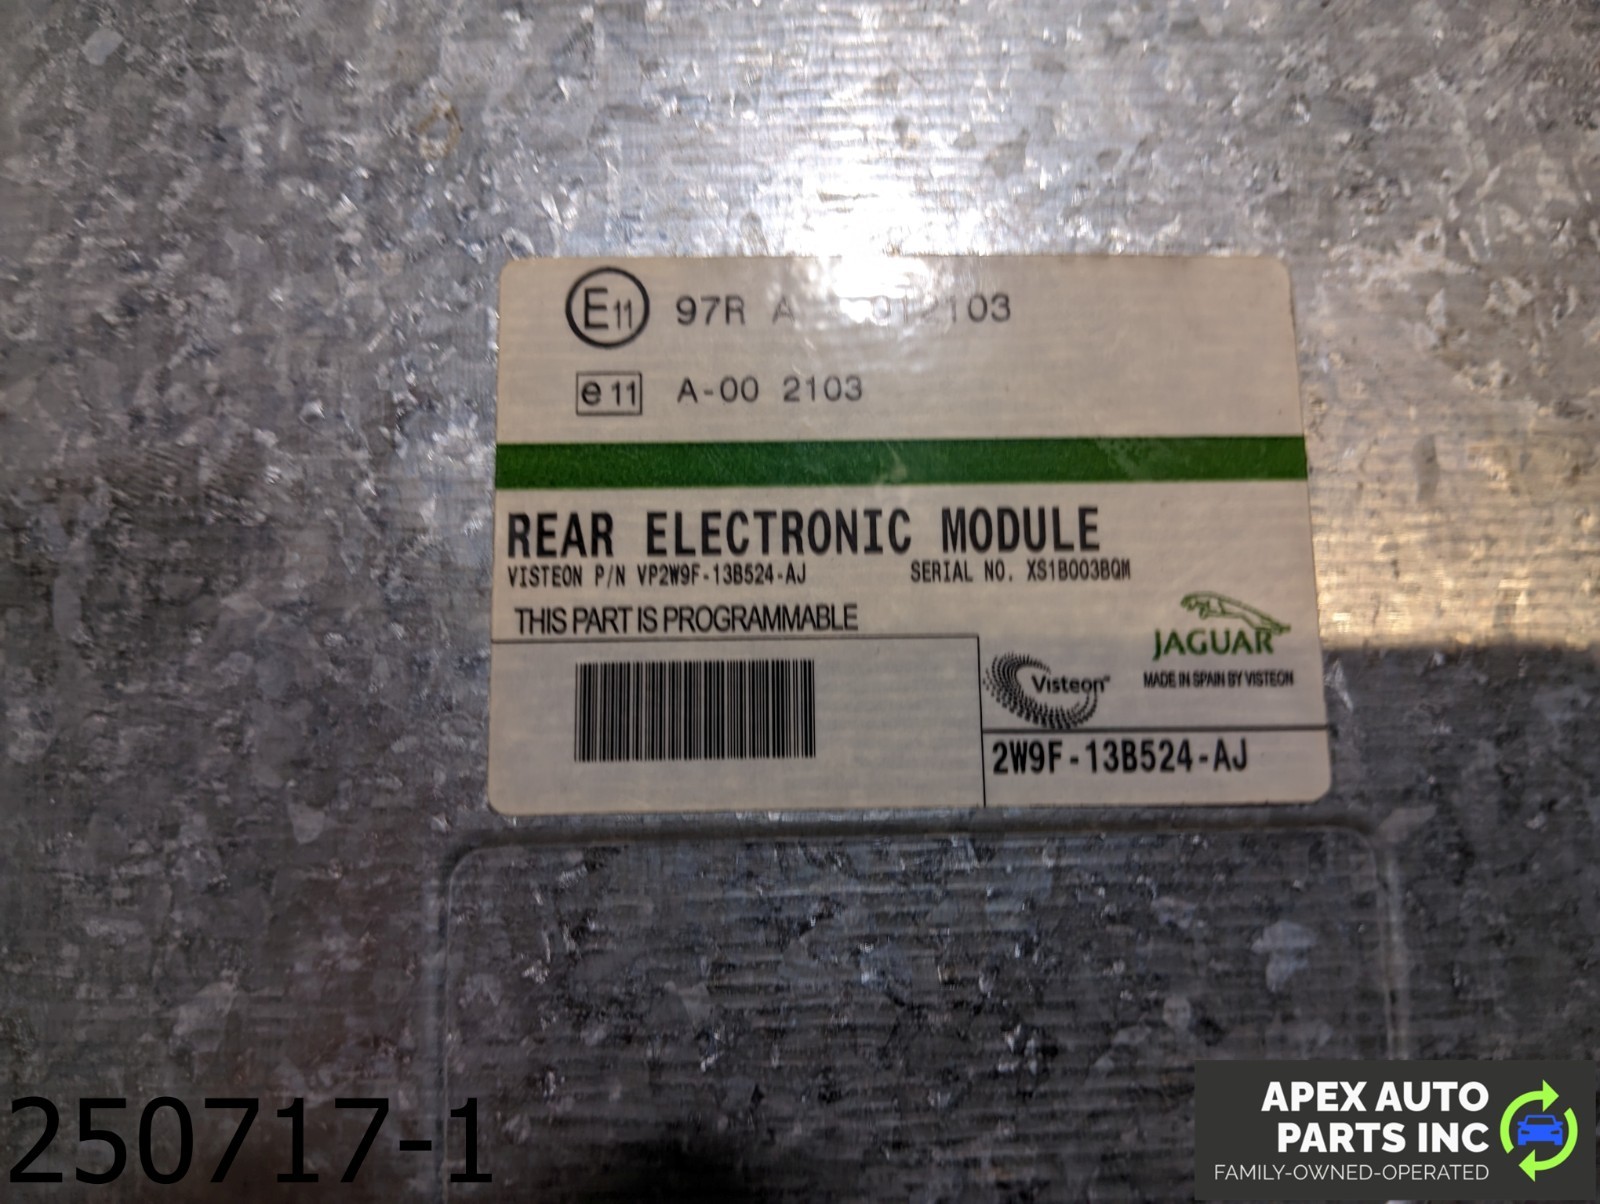 E11 97R A 012103
e11 A-00 2103
REAR ELECTRONIC MODULE
VISTEON P/N VP2W9F-13B524-AJ SERIAL NO. XS1B003BQM
THIS PART IS PROGRAMMABLE
JAGUAR
Visteon
MADE IN SPAIN BY VISTEON
2W9F-13B524-AJ
250717-1
APEX AUTO
PARTS INC
FAMILY-OWNED-OPERATED